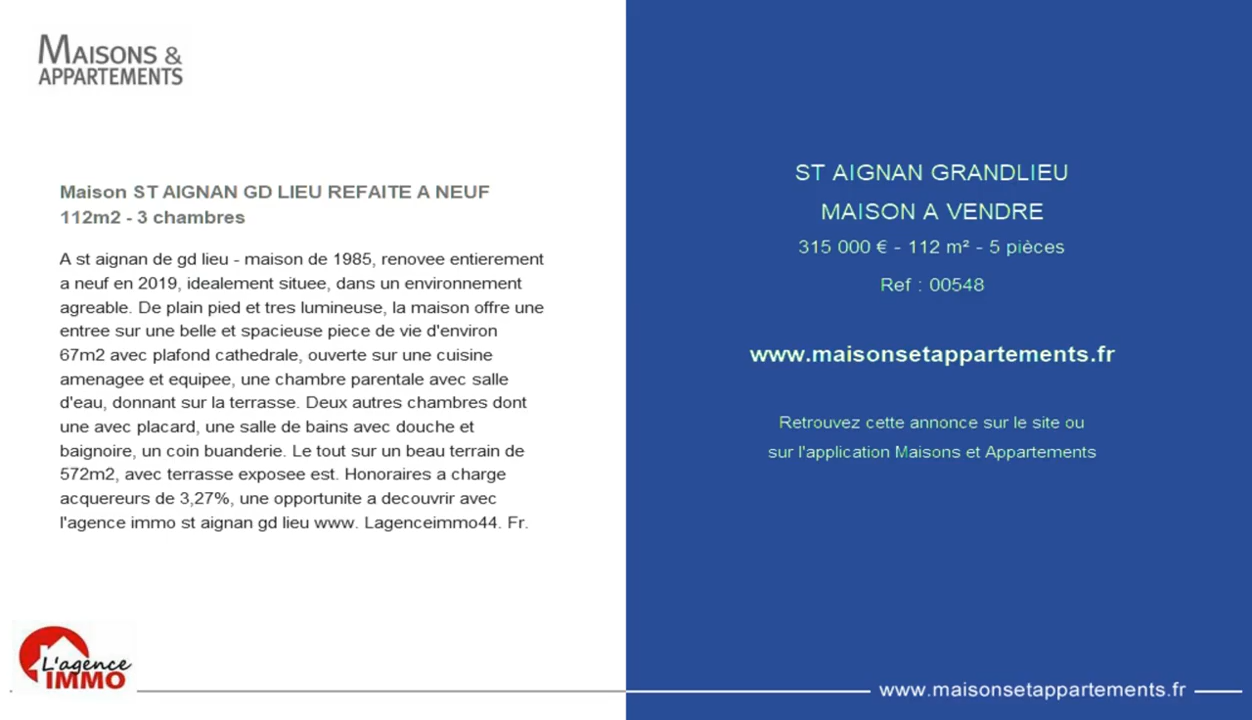 MAISONS &
APPARTEMENTS
Maison ST AIGNAN GD LIEU REFAITE A NEUF
112m2 - 3 chambres
A st aignan de gd lieu - maison de 1985, renovee entierement
a neuf en 2019, idealement situee, dans un environnement
agreable. De plain pied et tres lumineuse, la maison offre une
entree sur une belle et spacieuse piece de vie d'environ
67m2 avec plafond cathedrale, ouverte sur une cuisine
amenagee et equipee, une chambre parentale avec salle
d'eau, donnant sur la terrasse. Deux autres chambres dont
une avec placard, une salle de bains avec douche et
baignoire, un coin buanderie. Le tout sur un beau terrain de
572m2, avec terrasse exposee est. Honoraires a charge
acquereurs de 3,27%, une opportunite a decouvrir avec
l'agence immo st aignan gd lieu www. Lagenceimmo44. Fr.
L'agence
IMMO
ST AIGNAN GRANDLIEU
MAISON A VENDRE
315 000 € - 112 m² - 5 pièces
Ref : 00548
www.maisonsetappartements.fr
Retrouvez cette annonce sur le site ou
sur l'application Maisons et Appartements
www.maisonsetappartements.fr